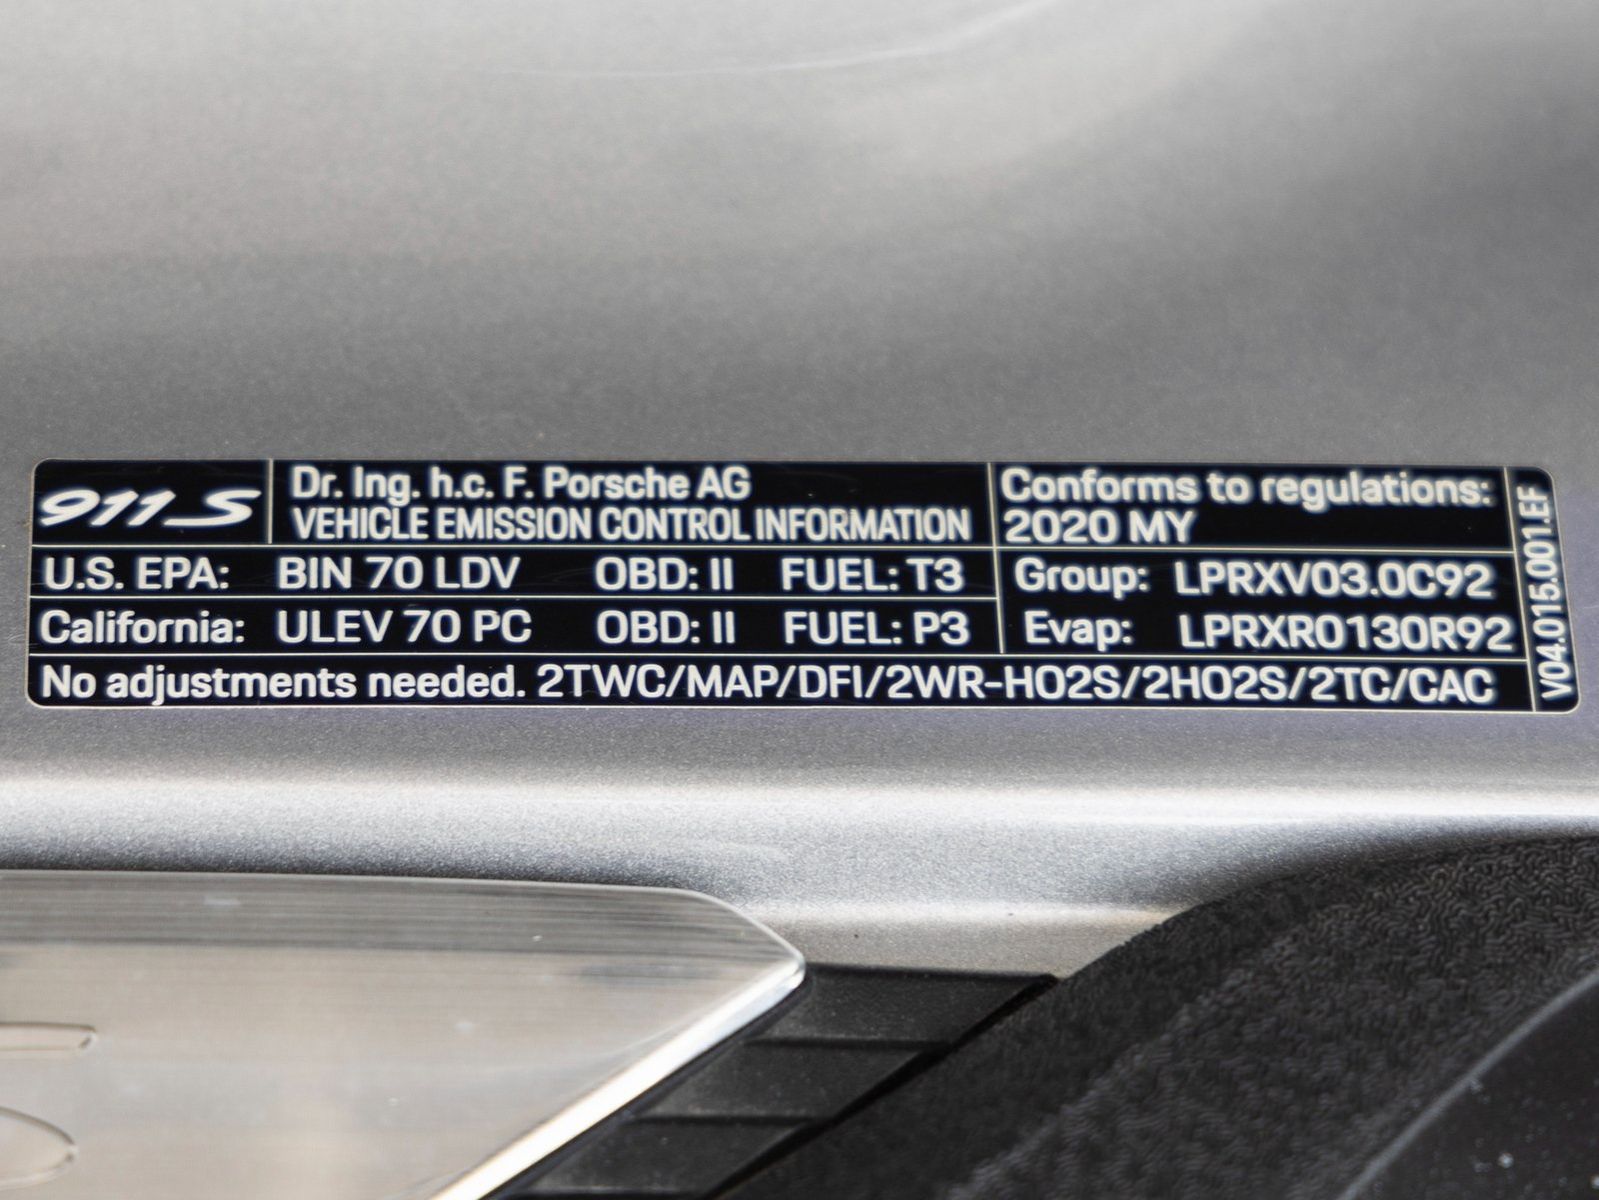 911 S
Dr. Ing. h.c. F. Porsche AG
VEHICLE EMISSION CONTROL INFORMATION
Conforms to regulations:
2020 MY
U.S. EPA: BIN 70 LDV OBD: II FUEL: T3
Group: LPRXV03.0C92
California: ULEV 70 PC OBD: II FUEL: P3
Evap: LPRXR0130R92
No adjustments needed. 2TWC/MAP/DFI/2WR-HO2S/2HO2S/2TC/CAC
V04.015.001.EF